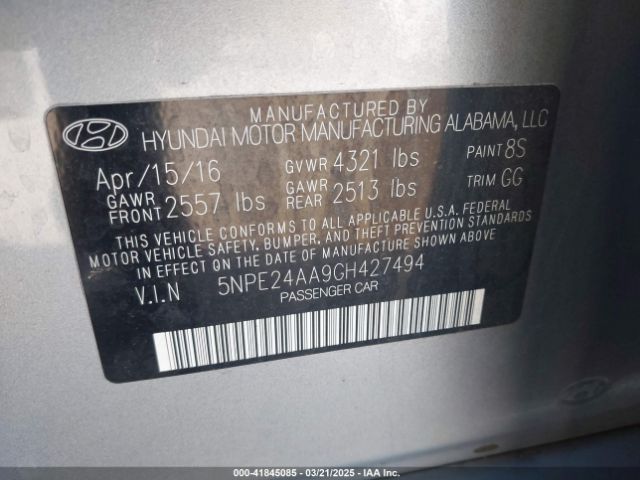 MANUFACTURED BY
HYUNDAI MOTOR MANUFACTURING ALABAMA, LLC
Apr/15/16 GVWR 4321 lbs PAINT 8S
GAWR FRONT 2557 lbs GAWR REAR 2513 lbs TRIM GG
THIS VEHICLE CONFORMS TO ALL APPLICABLE U.S.A. FEDERAL
MOTOR VEHICLE SAFETY, BUMPER, AND THEFT PREVENTION STANDARDS
IN EFFECT ON THE DATE OF MANUFACTURE SHOWN ABOVE
V.I.N 5NPE24AA9GH427494
PASSENGER CAR
000-41845085 | 03/21/2025 | IAAI.COM